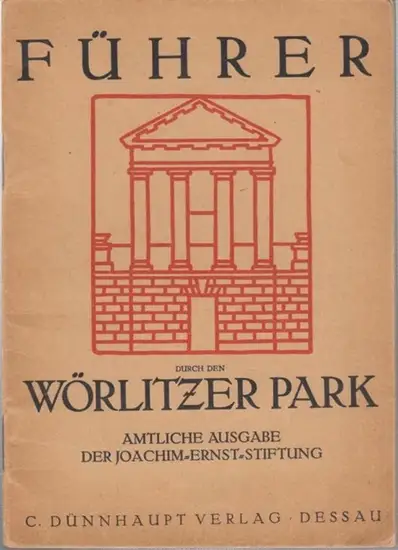 FÜHRER
DURCH DEN
WÖRLITZER PARK
AMTLICHE AUSGABE
DER JOACHIM=ERNST=STIFTUNG
C. DÜNNHAUPT VERLAG · DESSAU